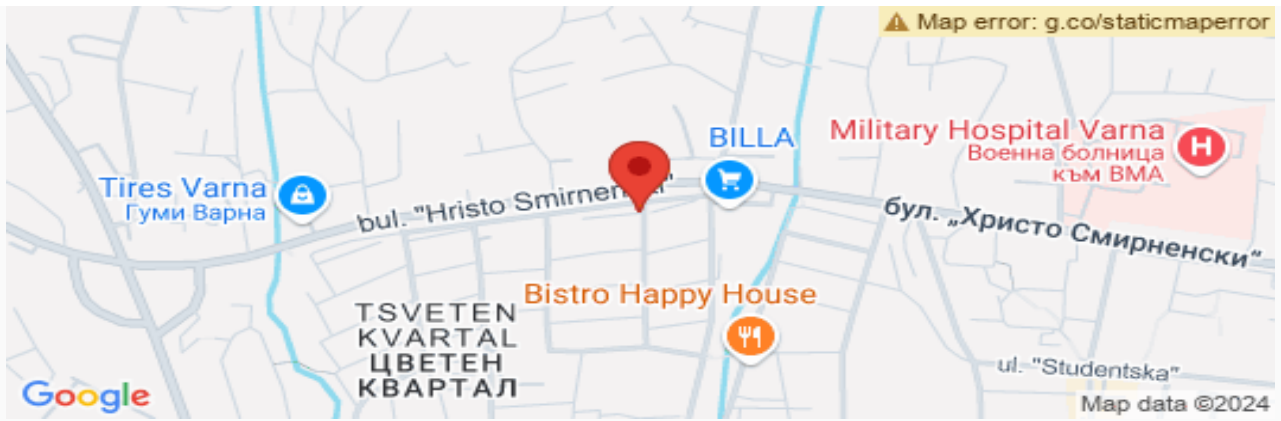 Map error: g.co/staticmaperror
BILLA
Military Hospital Varna
Военна болница
към ВМА
H
Tires Varna
Гуми Варна
bul. "Hristo
бул. „Христо Смирненски“
Bistro Happy House
TSVETEN
KVARTAL
ЦВЕТЕН
КВАРТАЛ
ul. "Studentska"
Google
Map data ©2024